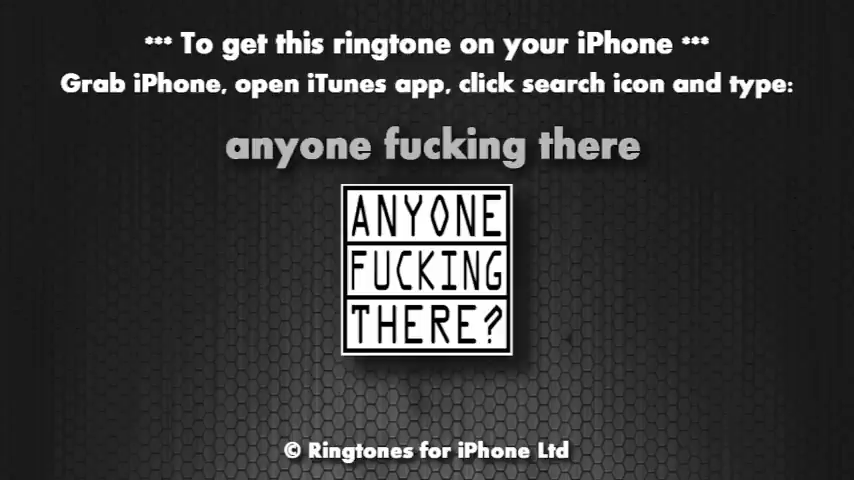 *** To get this ringtone on your iPhone ***
Grab iPhone, open iTunes app, click search icon and type:
anyone fucking there
ANYONE
FUCKING
THERE?
© Ringtones for iPhone Ltd